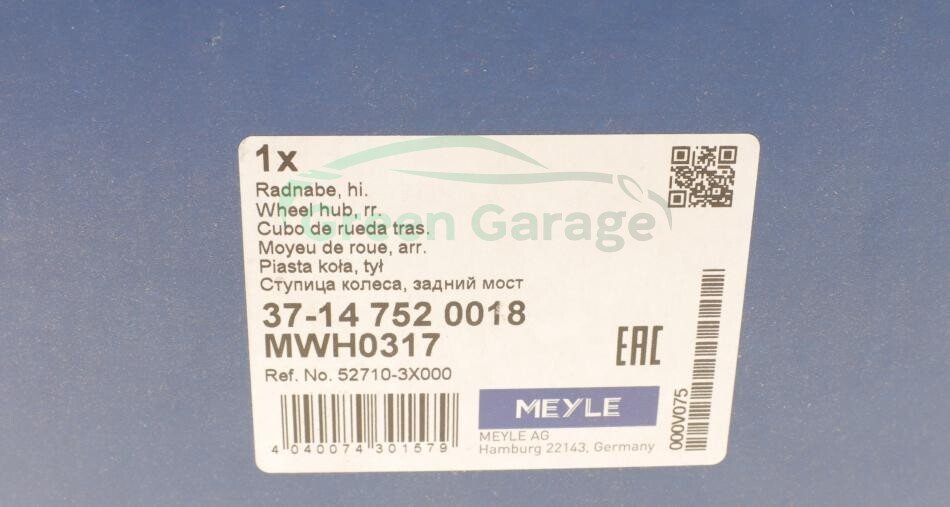 1x
Radnabe, hi.
Wheel hub, rr.
Cubo de rueda tras.
Moyeu de roue, arr.
Piasta koła, tył
Ступица колеса, задний мост
Green Garage
37-14 752 0018
MWH0317
Ref. No. 52710-3X000
4 040074 301579
EAC
MEYLE
MEYLE AG
Hamburg 22143, Germany
000V075